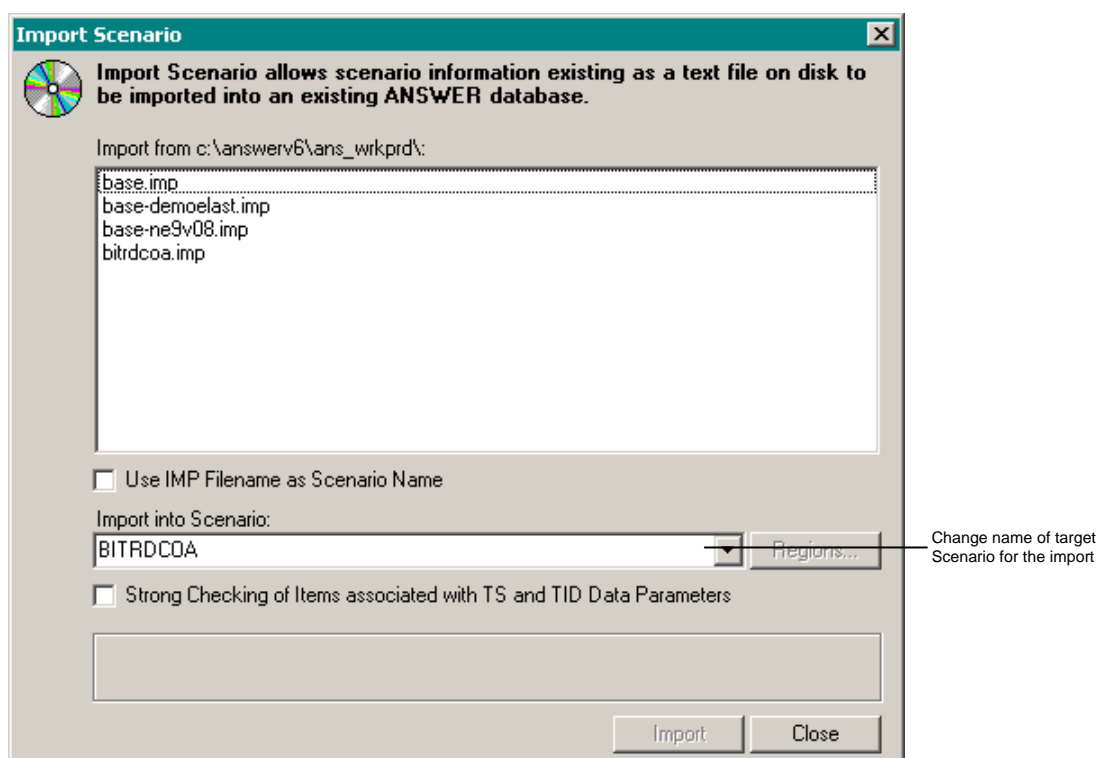 Import Scenario
Import Scenario allows scenario information existing as a text file on disk to
be imported into an existing ANSWER database.
Import from c:\answerv6\ans_wrkprd\:
base.imp
base-demoelast.imp
base-ne9v08.imp
bitrdcoa.imp
Use IMP Filename as Scenario Name
Import into Scenario:
BITRDCOA
Regions...
Change name of target
Scenario for the import
Strong Checking of Items associated with TS and TID Data Parameters
Import
Close